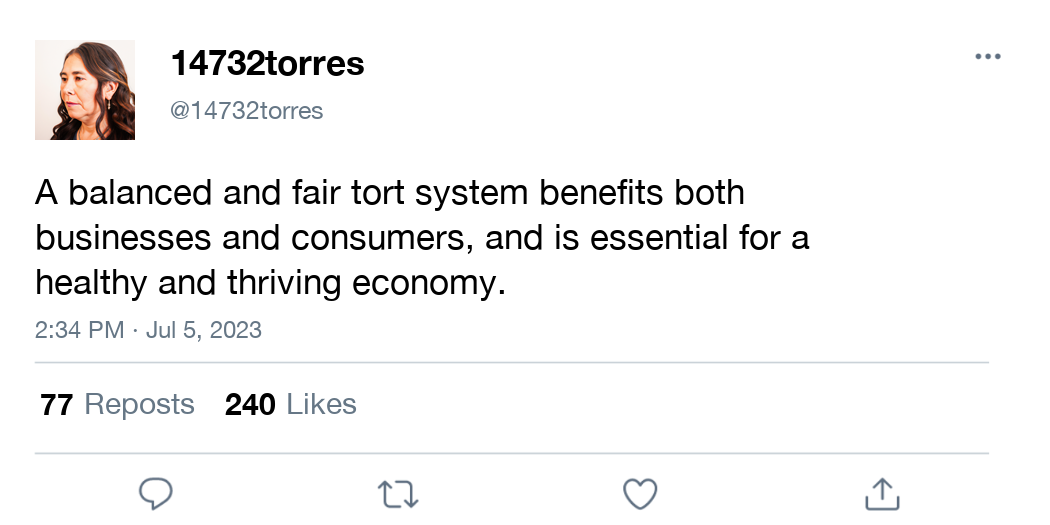 14732torres
@14732torres
A balanced and fair tort system benefits both
businesses and consumers, and is essential for a
healthy and thriving economy.
2:34 PM · Jul 5, 2023
77 Reposts 240 Likes